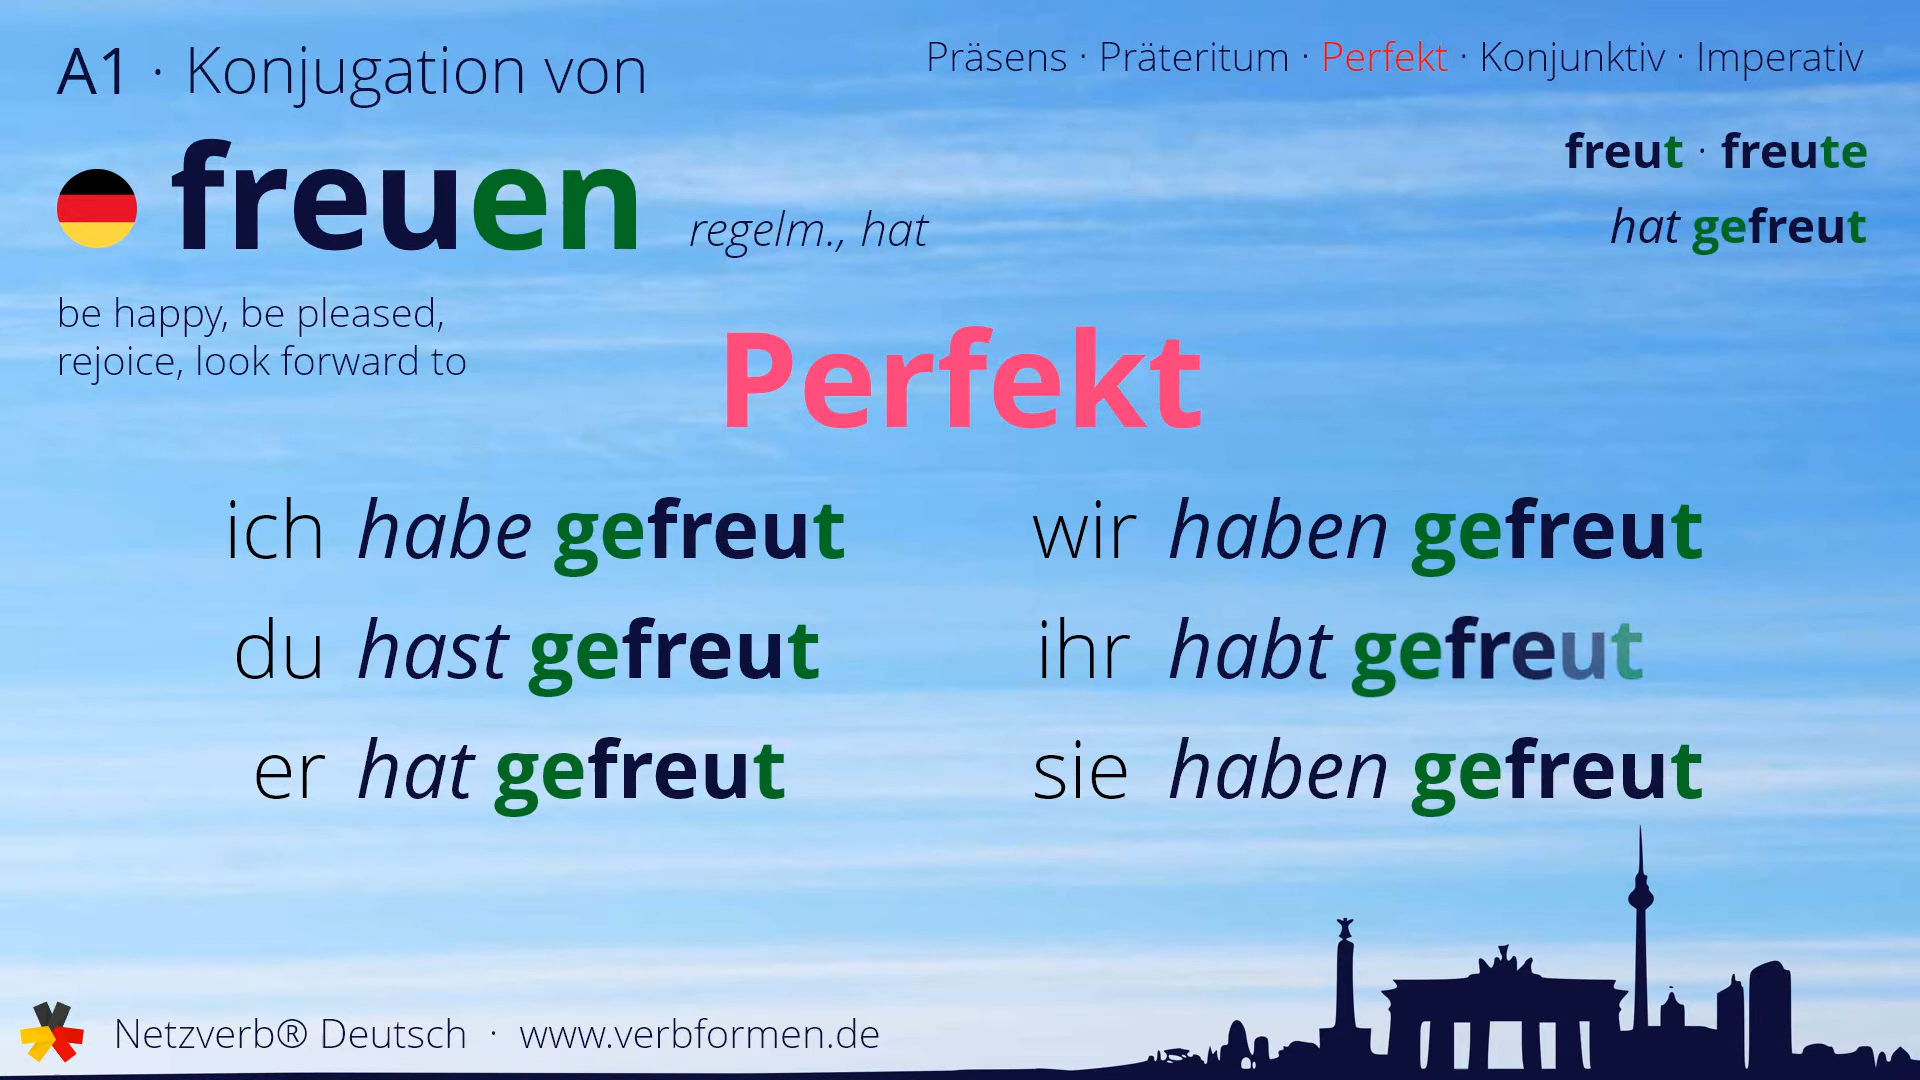 A1 · Konjugation von
Präsens · Präteritum · Perfekt · Konjunktiv · Imperativ
freuen regelm., hat
freut · freute
hat gefreut
be happy, be pleased,
rejoice, look forward to
Perfekt
ich habe gefreut
du hast gefreut
er hat gefreut
wir haben gefreut
ihr habt gefreut
sie haben gefreut
Netzverb® Deutsch · www.verbformen.de